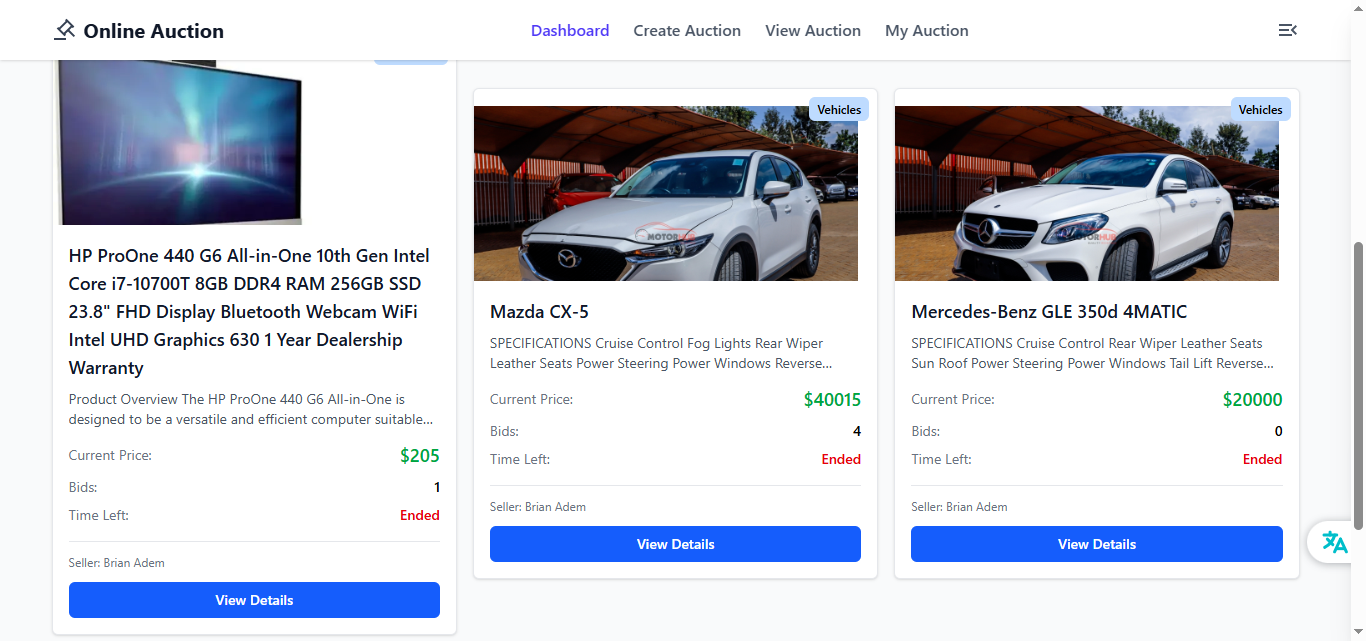 Online Auction
Dashboard
Create Auction
View Auction
My Auction
HP ProOne 440 G6 All-in-One 10th Gen Intel
Core i7-10700T 8GB DDR4 RAM 256GB SSD
23.8" FHD Display Bluetooth Webcam WiFi
Intel UHD Graphics 630 1 Year Dealership
Warranty
Product Overview The HP ProOne 440 G6 All-in-One is
designed to be a versatile and efficient computer suitable...
Current Price: $205
Bids: 1
Time Left: Ended
Seller: Brian Adem
View Details
Vehicles
MOTORHUB
Mazda CX-5
SPECIFICATIONS Cruise Control Fog Lights Rear Wiper
Leather Seats Power Steering Power Windows Reverse...
Current Price: $40015
Bids: 4
Time Left: Ended
Seller: Brian Adem
View Details
Vehicles
MOTORHUB
Mercedes-Benz GLE 350d 4MATIC
SPECIFICATIONS Cruise Control Rear Wiper Leather Seats
Sun Roof Power Steering Power Windows Tail Lift Reverse...
Current Price: $20000
Bids: 0
Time Left: Ended
Seller: Brian Adem
View Details